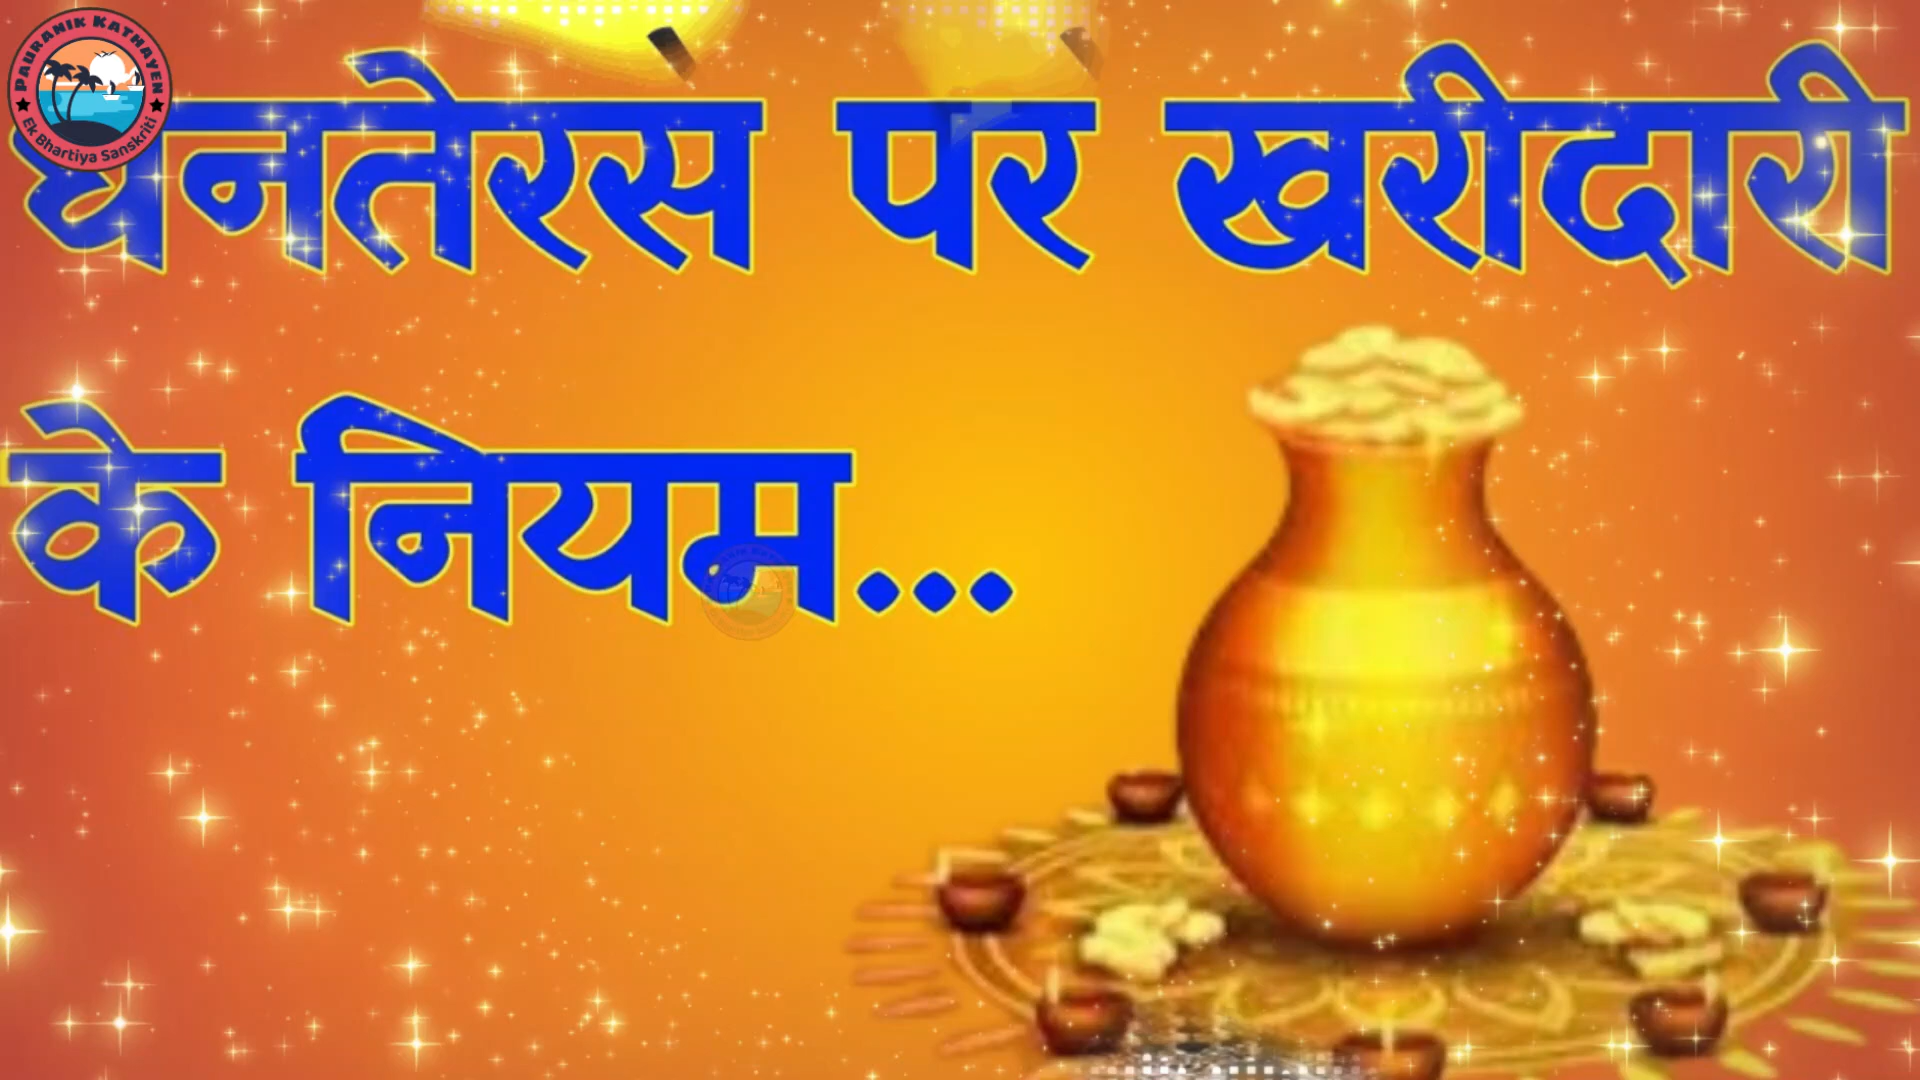 PAURANIK KATHAYEN
Ek Bhartiya Sanskriti
धनतेरस पर खरीदारी
के नियम...